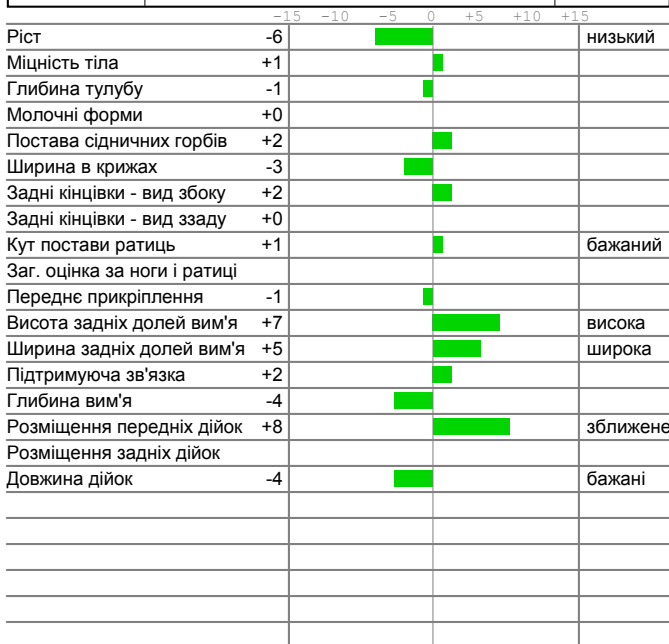 -15 -10 -5 0 +5 +10 +15
Ріст -6 низький
Міцність тіла +1
Глибина тулубу -1
Молочні форми +0
Постава сідничних горбів +2
Ширина в крижах -3
Задні кінцівки - вид збоку +2
Задні кінцівки - вид ззаду +0
Кут постави ратиць +1 бажаний
Заг. оцінка за ноги і ратиці
Переднє прикріплення -1
Висота задніх долей вим'я +7 висока
Ширина задніх долей вим'я +5 широка
Підтримуюча зв'язка +2
Глибина вим'я -4
Розміщення передніх дійок +8 зближене
Розміщення задніх дійок
Довжина дійок -4 бажані